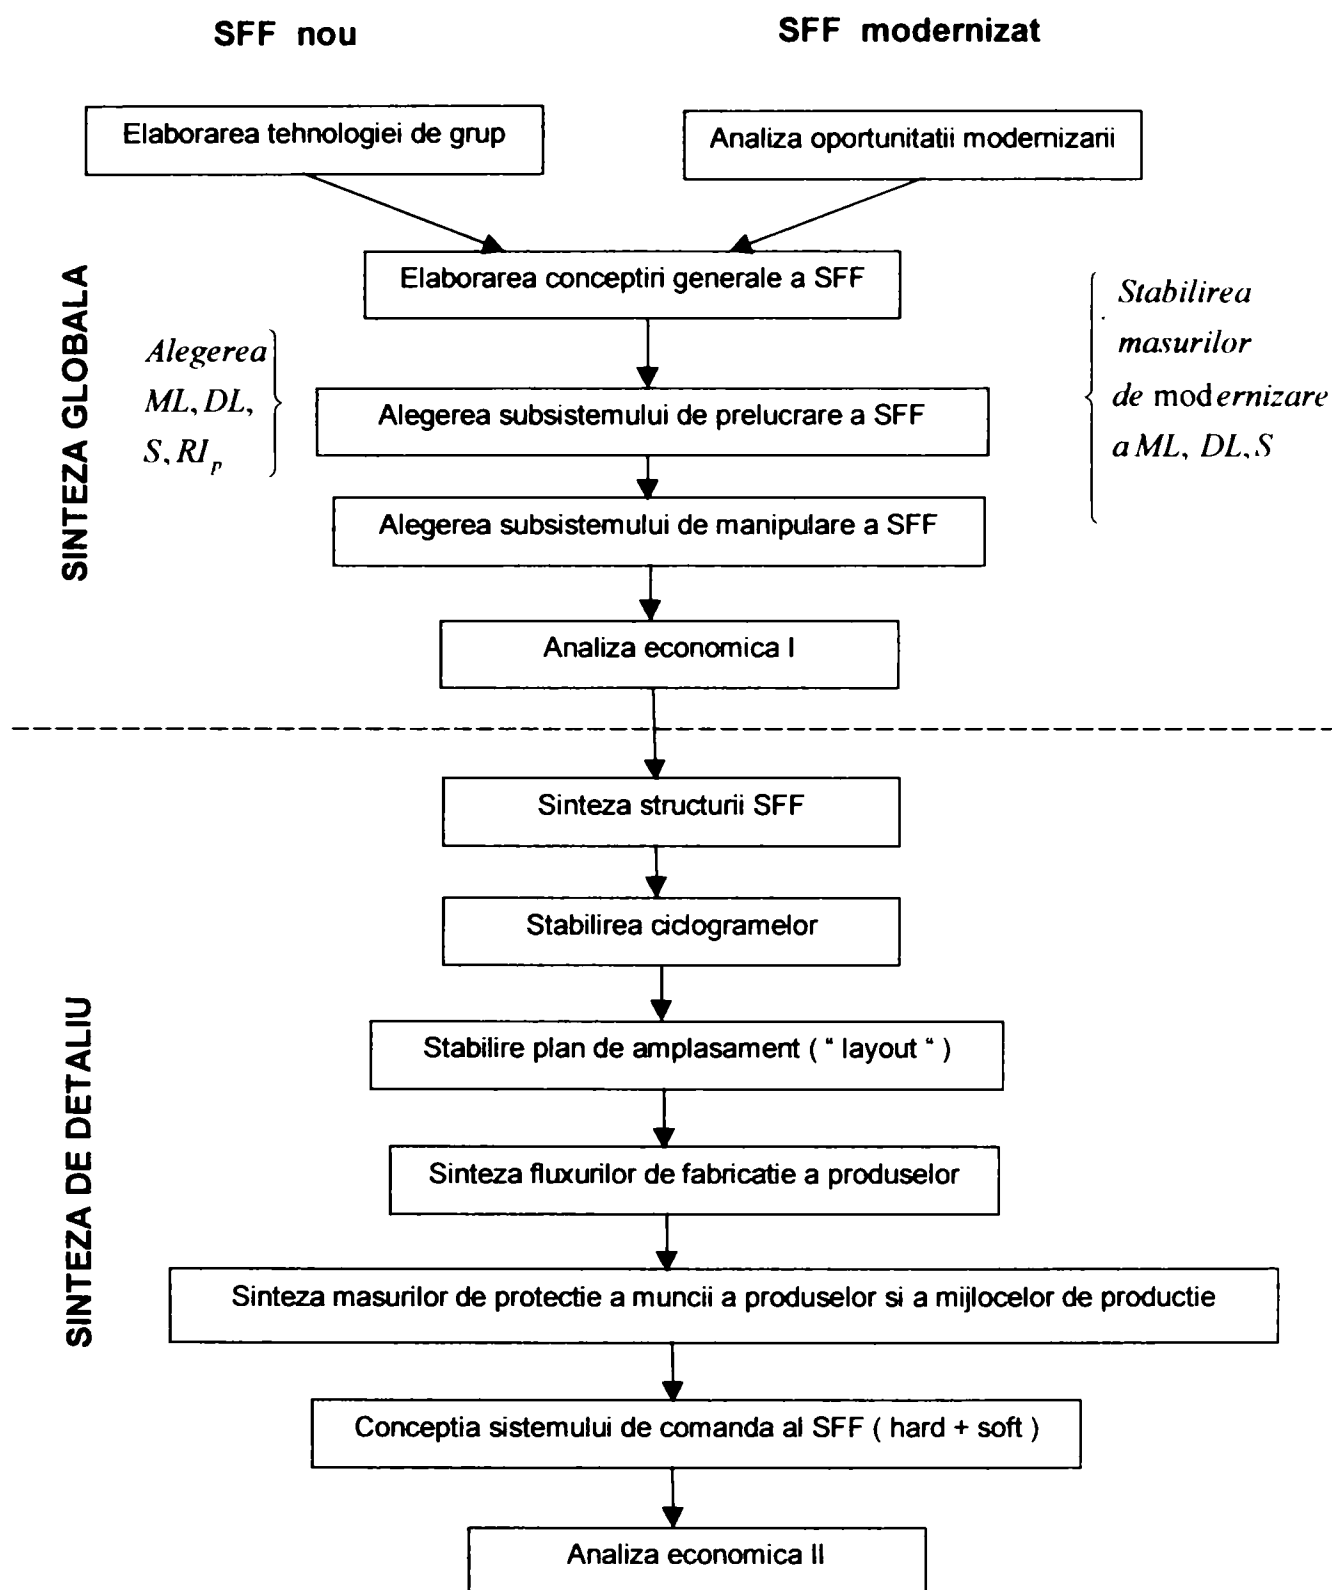 SFF nou
SFF modernizat
Elaborarea tehnologiei de grup
Analiza oportunitatii modernizarii
Elaborarea conceptiri generale a SFF
SINTEZA GLOBALA
Alegerea
ML, DL,
S, RIp
Stabilirea
masurilor
de modernizare
a ML, DL, S
Alegerea subsistemului de prelucrare a SFF
Alegerea subsistemului de manipulare a SFF
Analiza economica I
SINTEZA DE DETALIU
Sinteza structurii SFF
Stabilirea ciclogramelor
Stabilire plan de amplasament ( “ layout “ )
Sinteza fluxurilor de fabricatie a produselor
Sinteza masurilor de protectie a muncii a produselor si a mijlocelor de productie
Conceptia sistemului de comanda al SFF ( hard + soft )
Analiza economica II